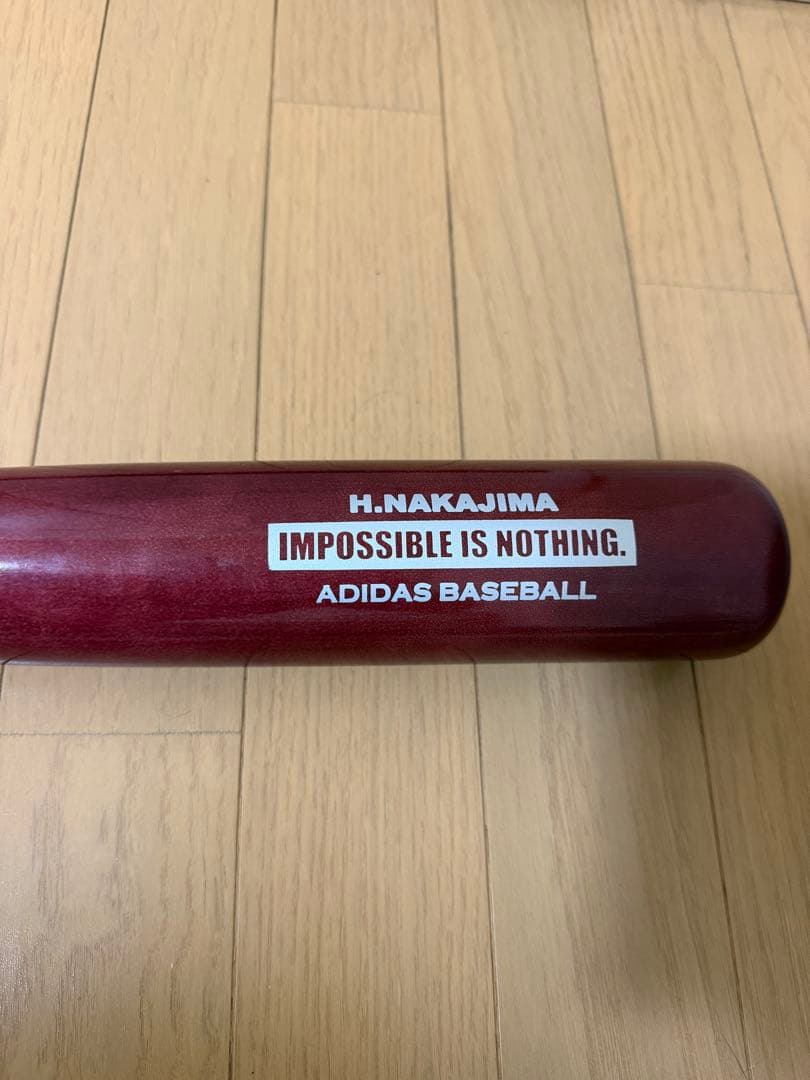 H.NAKAJIMA
IMPOSSIBLE IS NOTHING.
ADIDAS BASEBALL